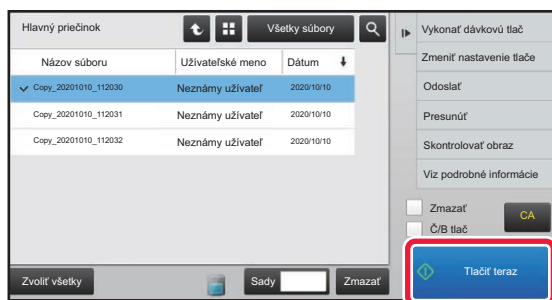 Hlavný priečinok
Všetky súbory
Názov súboru
Užívateľské meno
Dátum
Copy_20201010_112030
Neznámy užívateľ
2020/10/10
Copy_20201010_112031
Neznámy užívateľ
2020/10/10
Copy_20201010_112032
Neznámy užívateľ
2020/10/10
Zvoliť všetky
Sady
Zmazať
Vykonať dávkovú tlač
Zmeniť nastavenie tlače
Odoslať
Presunúť
Skontrolovať obraz
Viz podrobné informácie
Zmazať
Č/B tlač
CA
Tlačiť teraz